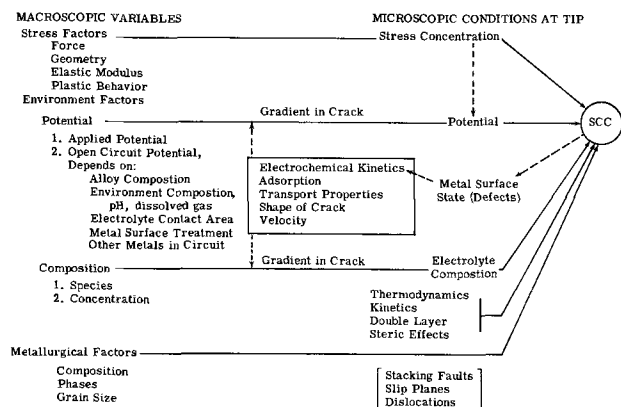 MACROSCOPIC VARIABLES
MICROSCOPIC CONDITIONS AT TIP
Stress Factors
Stress Concentration
Force
Geometry
Elastic Modulus
Plastic Behavior
Environment Factors
Gradient in Crack
Potential
Potential
SCC
1. Applied Potential
2. Open Circuit Potential,
Depends on:
Alloy Compostion
Environment Compostion,
pH, dissolved gas
Electrolyte Contact Area
Metal Surface Treatment
Other Metals in Circuit
Electrochemical Kinetics
Adsorption
Transport Properties
Shape of Crack
Velocity
Metal Surface
State (Defects)
Composition
Gradient in Crack
Electrolyte
Compostion
1. Species
2. Concentration
Thermodynamics
Kinetics
Double Layer
Steric Effects
Metallurgical Factors
Composition
Phases
Grain Size
Stacking Faults
Slip Planes
Dislocations